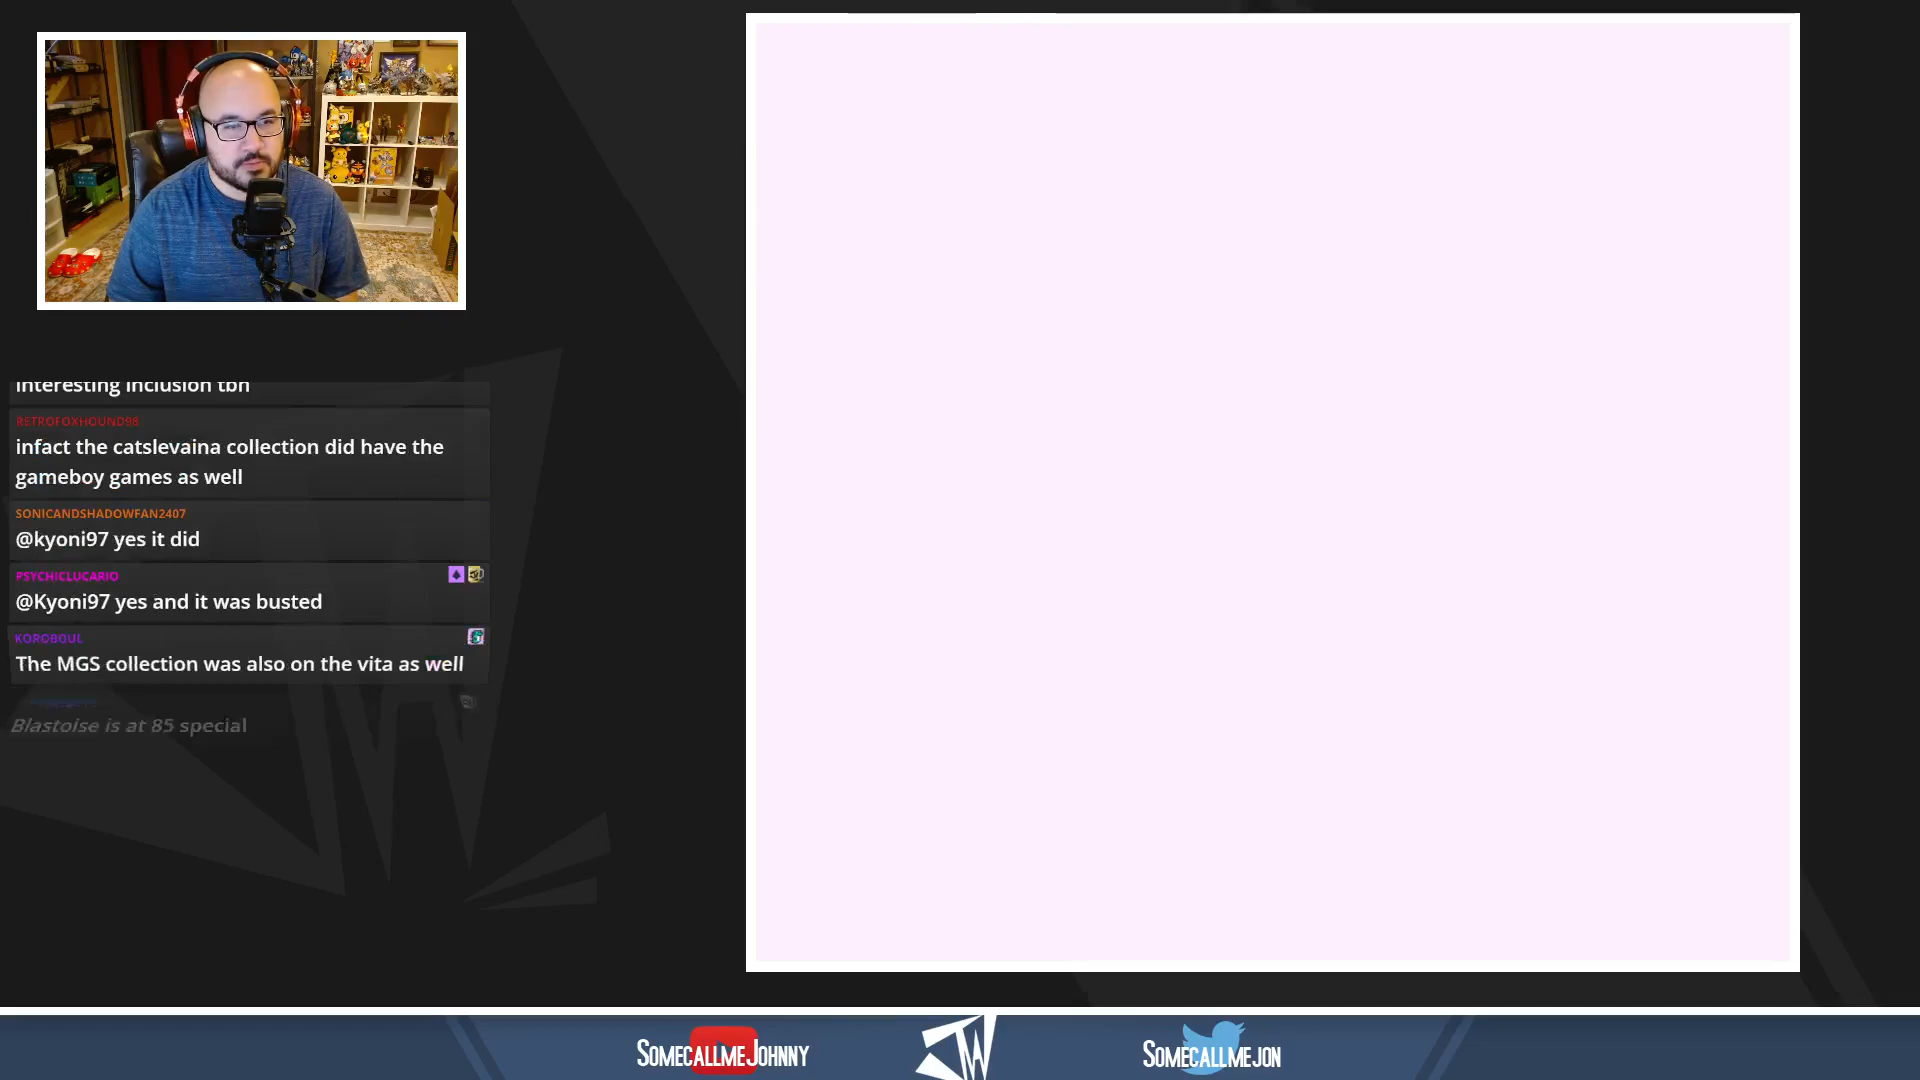 interesting inclusion tbh
RETROFOXHOUND98
infact the catslevaina collection did have the
gameboy games as well
SONICANDSHADOWFAN2407
@kyoni97 yes it did
PSYCHICLUCARIO
@Kyoni97 yes and it was busted
KOROBOUL
The MGS collection was also on the vita as well
Blastoise is at 85 special
SOMECALLMEJOHNNY
SOMECALLMEJON